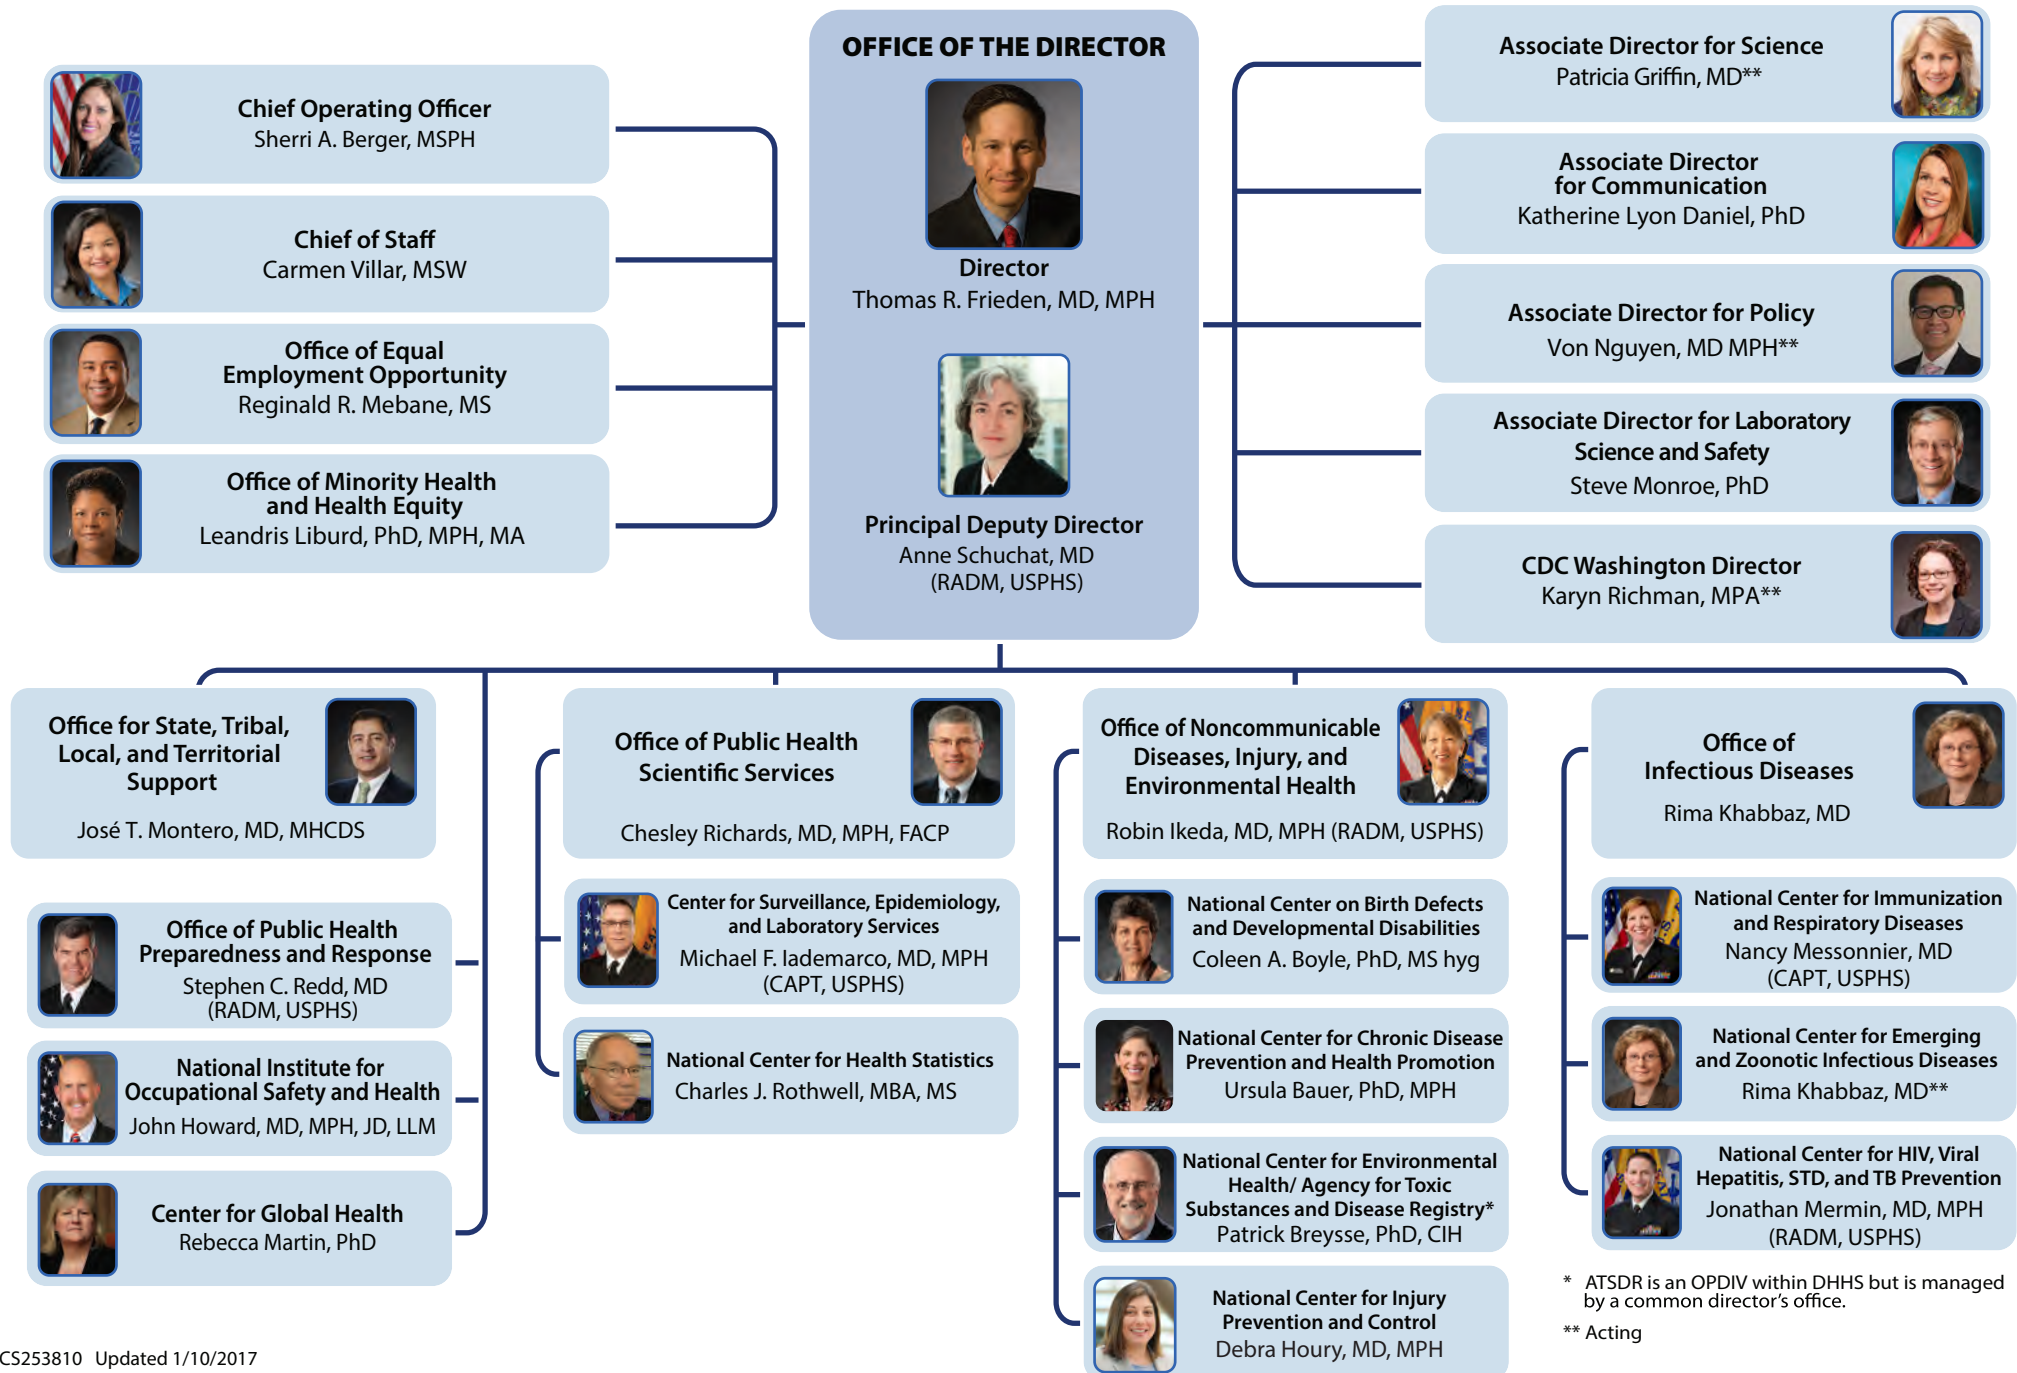 OFFICE OF THE DIRECTOR
Director
Thomas R. Frieden, MD, MPH
Principal Deputy Director
Anne Schuchat, MD
(RADM, USPHS)
Chief Operating Officer
Sherri A. Berger, MSPH
Chief of Staff
Carmen Villar, MSW
Office of Equal
Employment Opportunity
Reginald R. Mebane, MS
Office of Minority Health
and Health Equity
Leandris Liburd, PhD, MPH, MA
Associate Director for Science
Patricia Griffin, MD**
Associate Director
for Communication
Katherine Lyon Daniel, PhD
Associate Director for Policy
Von Nguyen, MD MPH**
Associate Director for Laboratory
Science and Safety
Steve Monroe, PhD
CDC Washington Director
Karyn Richman, MPA**
Office for State, Tribal,
Local, and Territorial
Support
José T. Montero, MD, MHCDS
Office of Public Health
Preparedness and Response
Stephen C. Redd, MD
(RADM, USPHS)
National Institute for
Occupational Safety and Health
John Howard, MD, MPH, JD, LLM
Center for Global Health
Rebecca Martin, PhD
Office of Public Health
Scientific Services
Chesley Richards, MD, MPH, FACP
Center for Surveillance, Epidemiology,
and Laboratory Services
Michael F. Iademarco, MD, MPH
(CAPT, USPHS)
National Center for Health Statistics
Charles J. Rothwell, MBA, MS
Office of Noncommunicable
Diseases, Injury, and
Environmental Health
Robin Ikeda, MD, MPH (RADM, USPHS)
National Center on Birth Defects
and Developmental Disabilities
Coleen A. Boyle, PhD, MS hyg
National Center for Chronic Disease
Prevention and Health Promotion
Ursula Bauer, PhD, MPH
National Center for Environmental
Health/ Agency for Toxic
Substances and Disease Registry*
Patrick Breysse, PhD, CIH
National Center for Injury
Prevention and Control
Debra Houry, MD, MPH
Office of
Infectious Diseases
Rima Khabbaz, MD
National Center for Immunization
and Respiratory Diseases
Nancy Messonnier, MD
(CAPT, USPHS)
National Center for Emerging
and Zoonotic Infectious Diseases
Rima Khabbaz, MD**
National Center for HIV, Viral
Hepatitis, STD, and TB Prevention
Jonathan Mermin, MD, MPH
(RADM, USPHS)
* ATSDR is an OPDIV within DHHS but is managed
by a common director's office.
** Acting
CS253810 Updated 1/10/2017